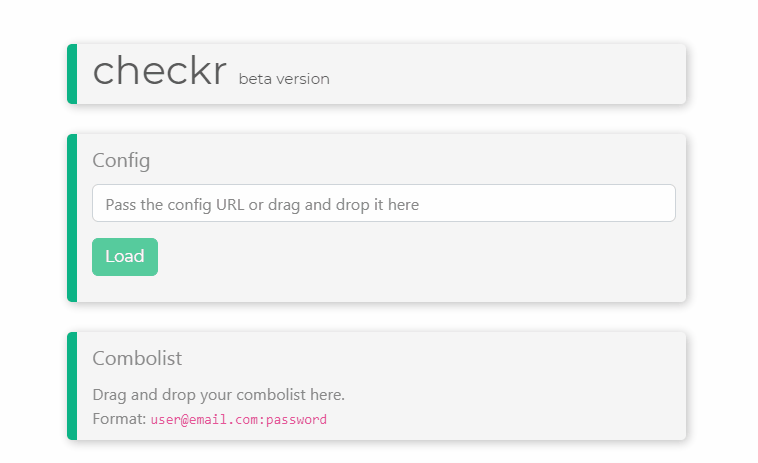 checkr beta version
Config
Pass the config URL or drag and drop it here
Load
Combolist
Drag and drop your combolist here.
Format: user@email.com:password